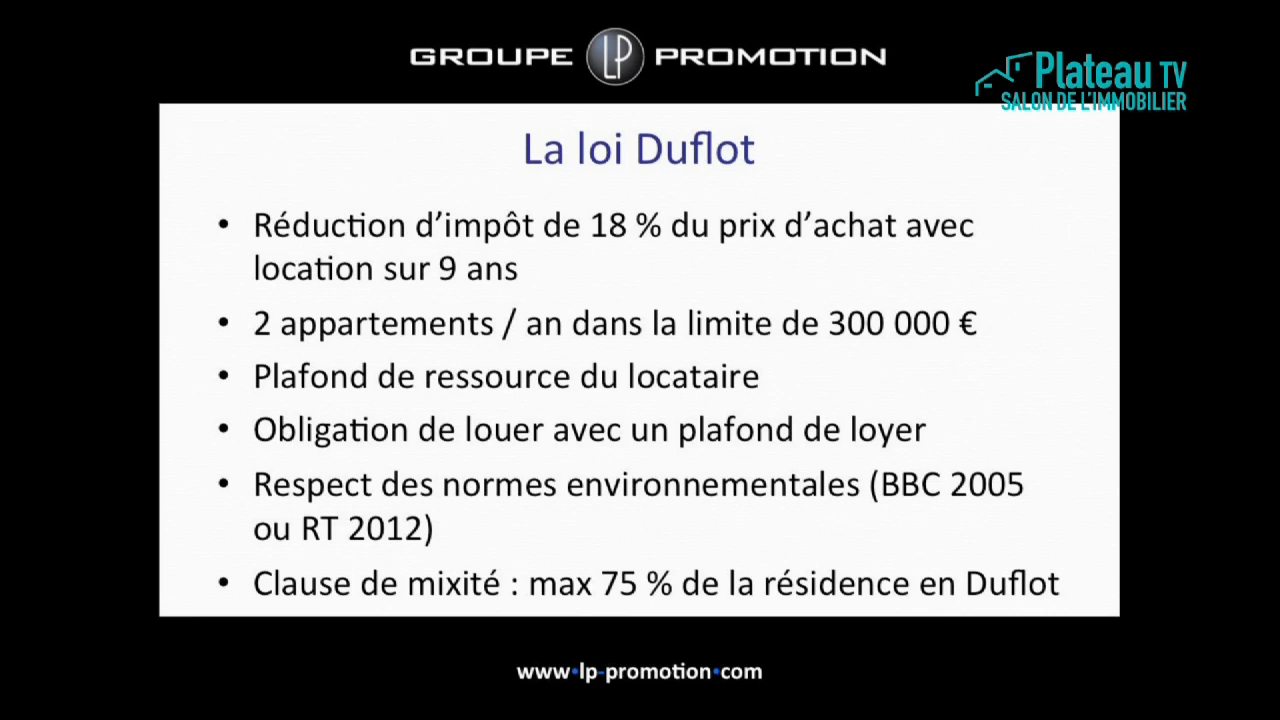 GROUPE LP PROMOTION
Plateau TV
SALON DE L'IMMOBILIER
La loi Duflot
• Réduction d’impôt de 18 % du prix d’achat avec
location sur 9 ans
• 2 appartements / an dans la limite de 300 000 €
• Plafond de ressource du locataire
• Obligation de louer avec un plafond de loyer
• Respect des normes environnementales (BBC 2005
ou RT 2012)
• Clause de mixité : max 75 % de la résidence en Duflot
www•lp-promotion•com